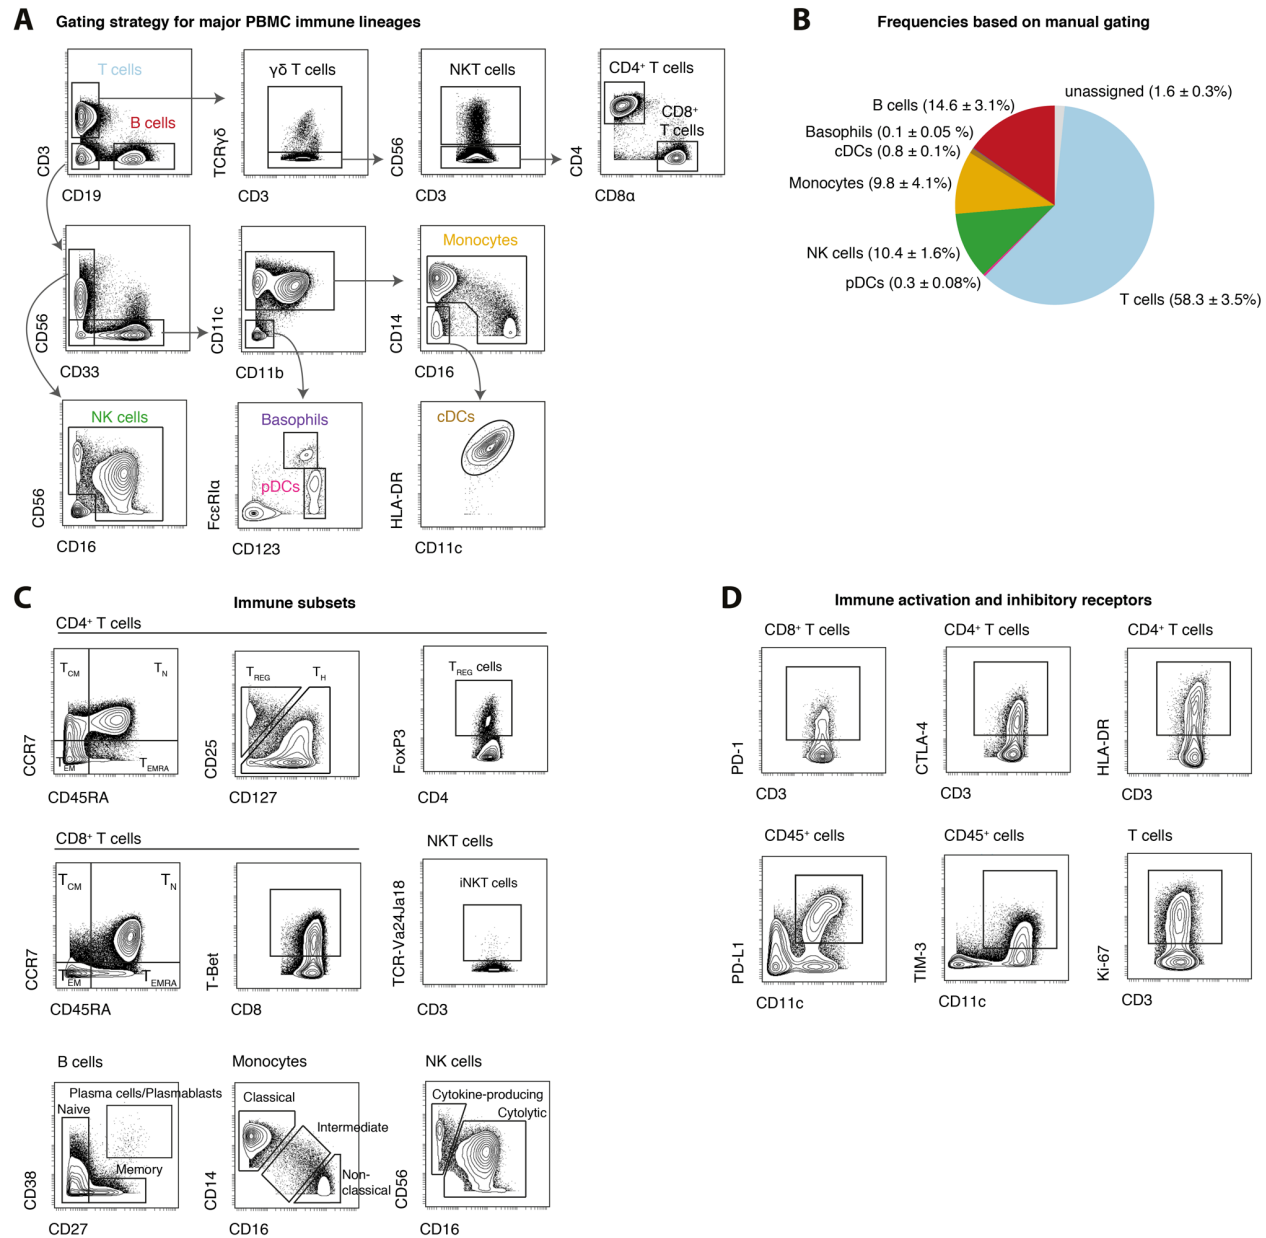 A Gating strategy for major PBMC immune lineages
T cells
B cells
CD3
CD19
γδ T cells
TCRγδ
CD3
NKT cells
CD56
CD3
CD4⁺ T cells
CD8⁺
T cells
CD4
CD8α
CD56
CD33
CD11c
CD11b
Monocytes
CD14
CD16
NK cells
CD56
CD16
Basophils
pDCs
FcεRIα
CD123
cDCs
HLA-DR
CD11c
B Frequencies based on manual gating
unassigned (1.6 ± 0.3%)
B cells (14.6 ± 3.1%)
Basophils (0.1 ± 0.05 %)
cDCs (0.8 ± 0.1%)
Monocytes (9.8 ± 4.1%)
NK cells (10.4 ± 1.6%)
pDCs (0.3 ± 0.08%)
T cells (58.3 ± 3.5%)
C Immune subsets
CD4⁺ T cells
TCM
TN
TEM
TEMRA
CCR7
CD45RA
TREG
TH
CD25
CD127
TREG cells
FoxP3
CD4
CD8⁺ T cells
TCM
TN
TEM
TEMRA
CCR7
CD45RA
T-Bet
CD8
NKT cells
iNKT cells
TCR-Va24Ja18
CD3
B cells
Plasma cells/Plasmablasts
Naive
Memory
CD38
CD27
Monocytes
Classical
Intermediate
Non-
classical
CD14
CD16
NK cells
Cytokine-producing
Cytolytic
CD56
CD16
D Immune activation and inhibitory receptors
CD8⁺ T cells
PD-1
CD3
CD4⁺ T cells
CTLA-4
CD3
CD4⁺ T cells
HLA-DR
CD3
CD45⁺ cells
PD-L1
CD11c
CD45⁺ cells
TIM-3
CD11c
T cells
Ki-67
CD3